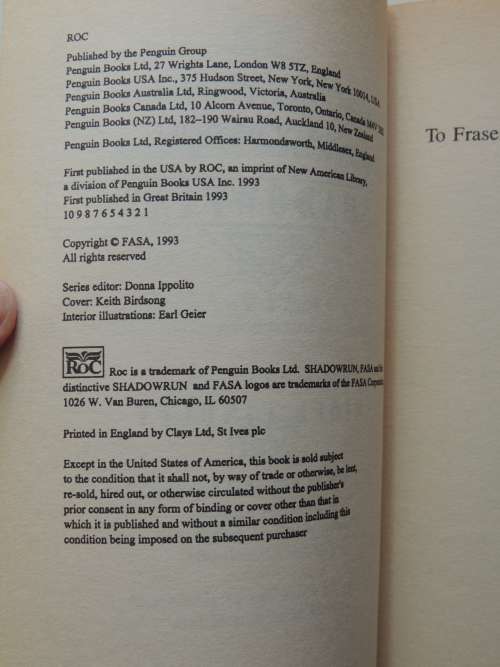 ROC
Published by the Penguin Group
Penguin Books Ltd, 27 Wrights Lane, London W8 5TZ, England
Penguin Books USA Inc., 375 Hudson Street, New York, New York 10014, USA
Penguin Books Australia Ltd, Ringwood, Victoria, Australia
Penguin Books Canada Ltd, 10 Alcorn Avenue, Toronto, Ontario, Canada M4V
Penguin Books (NZ) Ltd, 182–190 Wairau Road, Auckland 10, New Zealand
Penguin Books Ltd, Registered Offices: Harmondsworth, Middlesex, England
First published in the USA by ROC, an imprint of New American Library,
a division of Penguin Books USA Inc. 1993
First published in Great Britain 1993
10 9 8 7 6 5 4 3 2 1
Copyright © FASA, 1993
All rights reserved
Series editor: Donna Ippolito
Cover: Keith Birdsong
Interior illustrations: Earl Geier
ROC Roc is a trademark of Penguin Books Ltd. SHADOWRUN, FASA and
distinctive SHADOWRUN and FASA logos are trademarks of the FASA
1026 W. Van Buren, Chicago, IL 60507
Printed in England by Clays Ltd, St Ives plc
Except in the United States of America, this book is sold subject
to the condition that it shall not, by way of trade or otherwise, be lent,
re-sold, hired out, or otherwise circulated without the publisher's
prior consent in any form of binding or cover other than that in
which it is published and without a similar condition including this
condition being imposed on the subsequent purchaser
To Frase